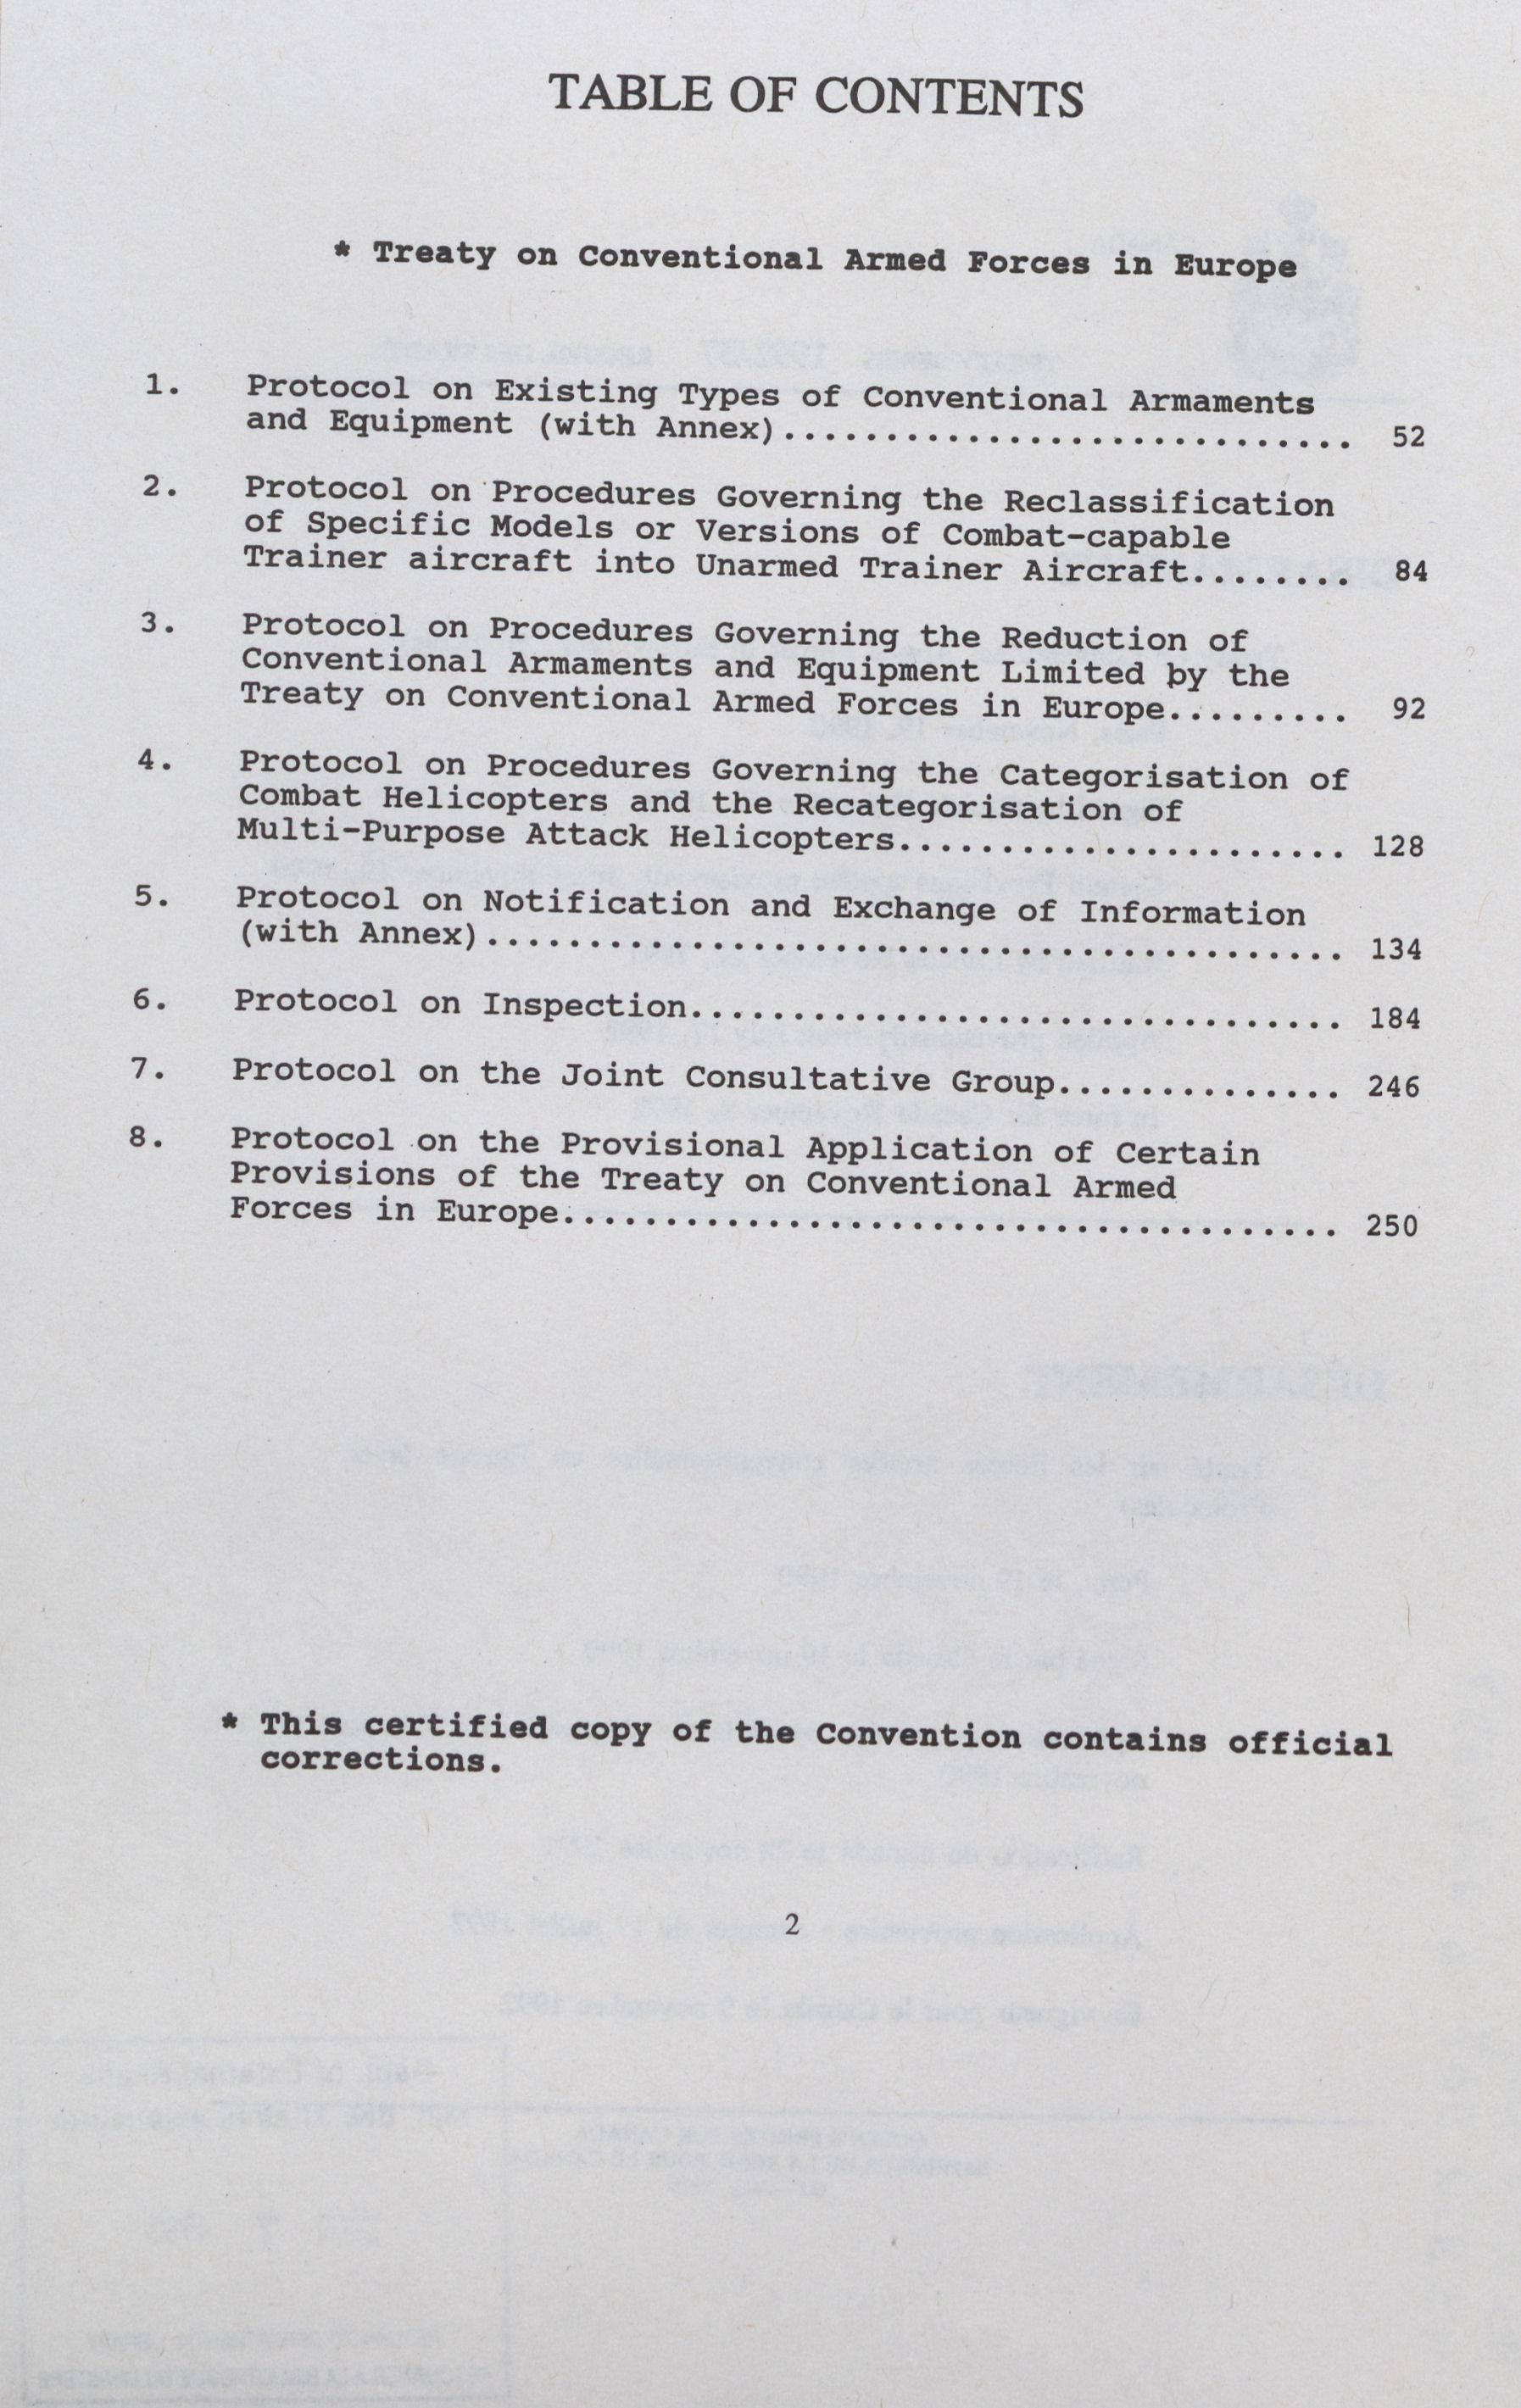 TABLE OF CONTENTS
* Treaty on Conventional Armed Forces in Europe
1. Protocol on Existing Types of Conventional Armaments
and Equipment (with Annex)............................ 52
2. Protocol on Procedures Governing the Reclassification
of Specific Models or Versions of Combat-capable
Trainer aircraft into Unarmed Trainer Aircraft........ 84
3. Protocol on Procedures Governing the Reduction of
Conventional Armaments and Equipment Limited by the
Treaty on Conventional Armed Forces in Europe......... 92
4. Protocol on Procedures Governing the Categorisation of
Combat Helicopters and the Recategorisation of
Multi-Purpose Attack Helicopters...................... 128
5. Protocol on Notification and Exchange of Information
(with Annex).......................................... 134
6. Protocol on Inspection................................ 184
7. Protocol on the Joint Consultative Group.............. 246
8. Protocol on the Provisional Application of Certain
Provisions of the Treaty on Conventional Armed
Forces in Europe...................................... 250
* This certified copy of the Convention contains official
corrections.
2